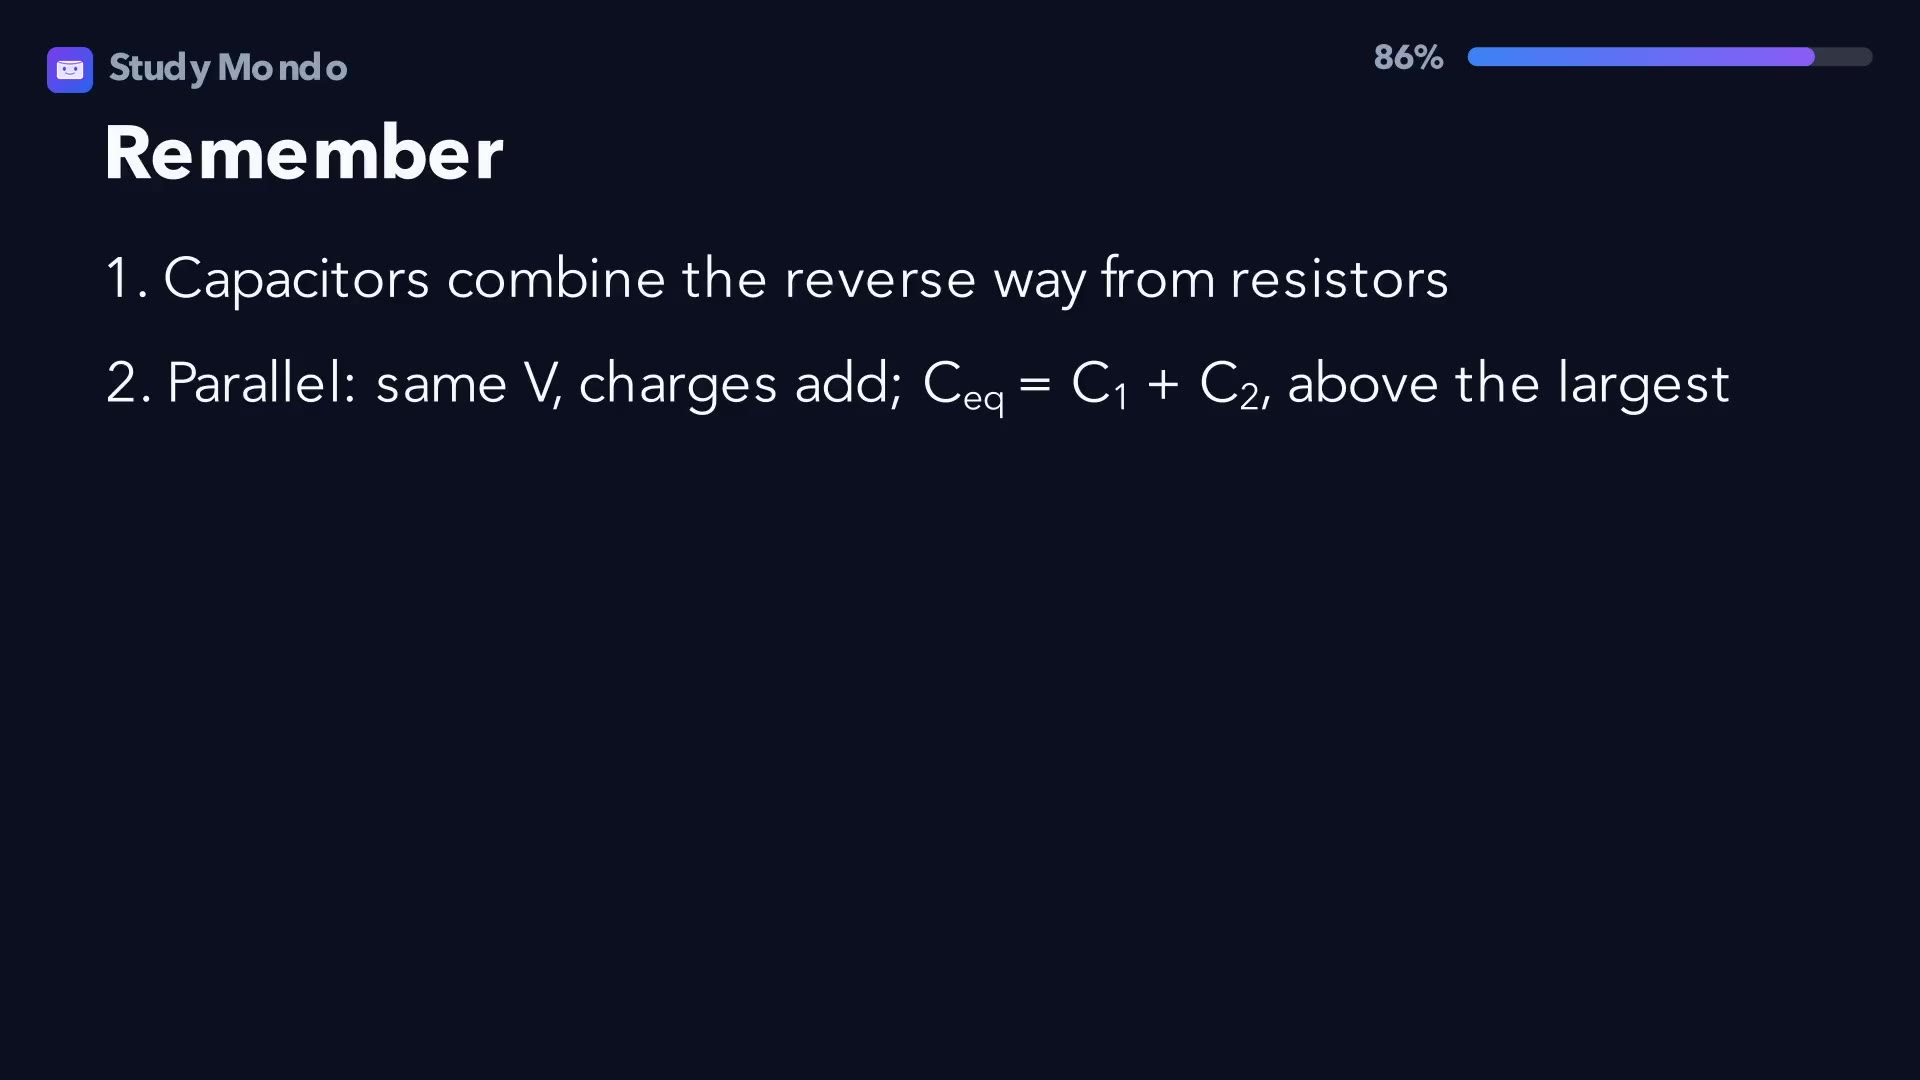 Study Mondo
86%
Remember
1. Capacitors combine the reverse way from resistors
2. Parallel: same V, charges add; C_eq = C₁ + C₂, above the largest